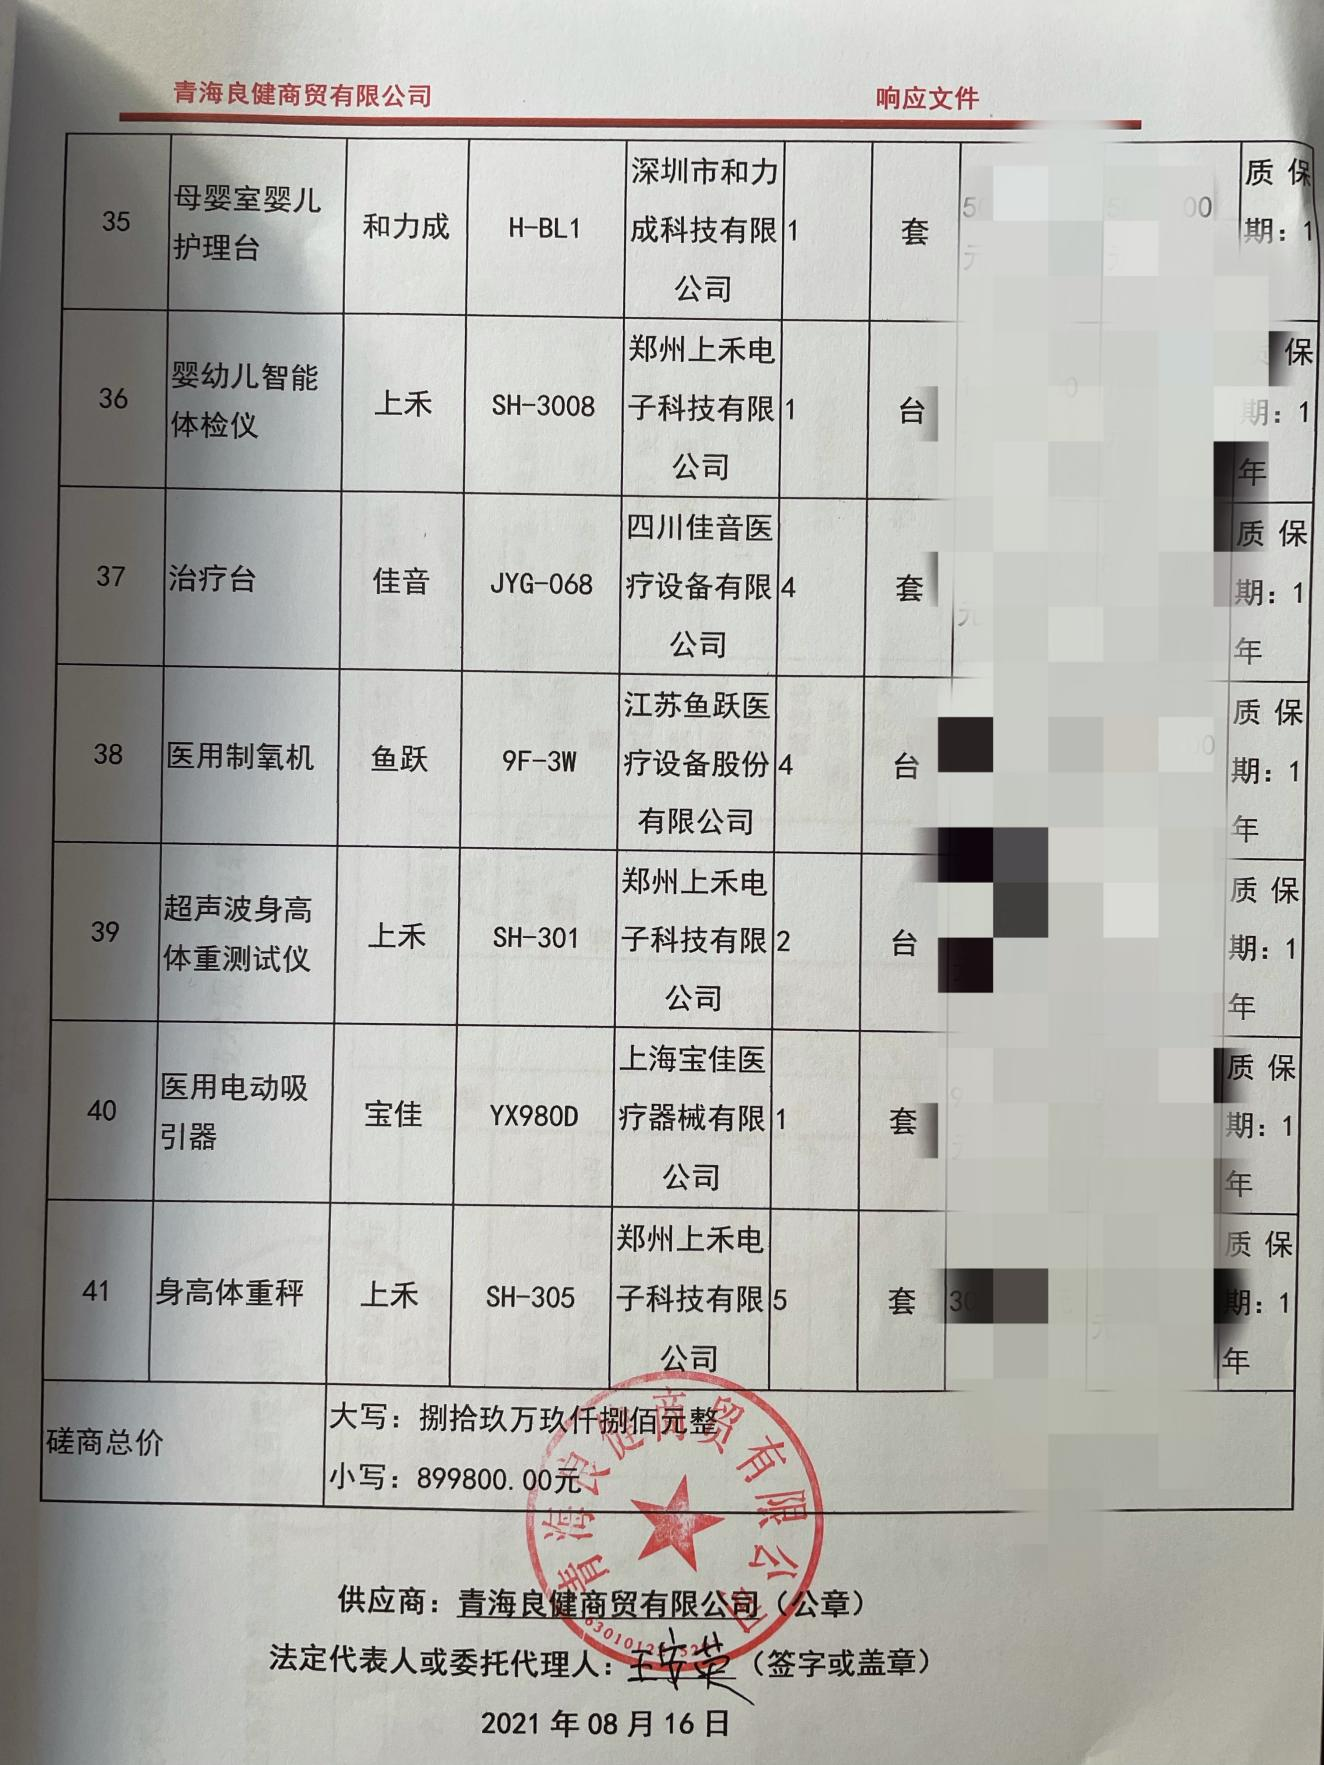 青海良健商贸有限公司 响应文件
35 母婴室婴儿护理台 和力成 H-BL1 深圳市和力成科技有限公司 1 套 质保期：1
36 婴幼儿智能体检仪 上禾 SH-3008 郑州上禾电子科技有限公司 1 台 保期：1年
37 治疗台 佳音 JYG-068 四川佳音医疗设备有限公司 4 套 质保期：1年
38 医用制氧机 鱼跃 9F-3W 江苏鱼跃医疗设备股份有限公司 4 台 质保期：1年
39 超声波身高体重测试仪 上禾 SH-301 郑州上禾电子科技有限公司 2 台 质保期：1年
40 医用电动吸引器 宝佳 YX980D 上海宝佳医疗器械有限公司 1 套 质保期：1年
41 身高体重秤 上禾 SH-305 郑州上禾电子科技有限公司 5 套 质保期：1年
磋商总价
大写：捌拾玖万玖仟捌佰元整
小写：899800.00元
青海良健商贸有限公司
供应商：青海良健商贸有限公司（公章）
法定代表人或委托代理人：（签字或盖章）
2021年08月16日